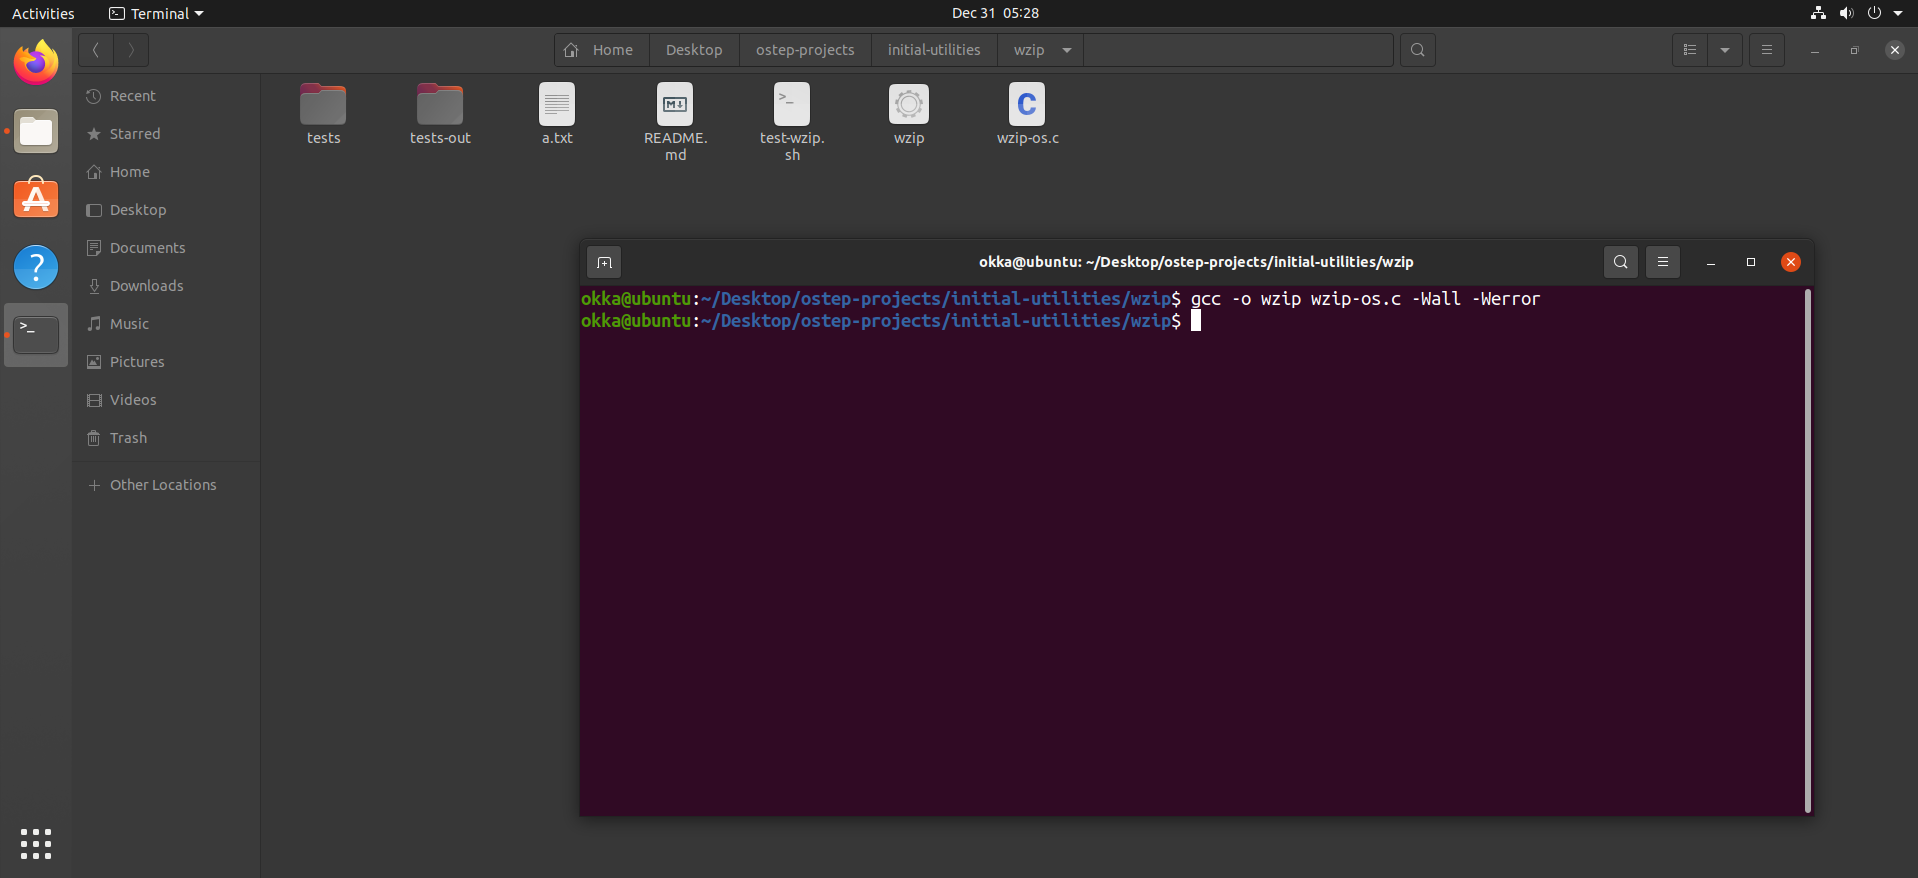 Activities
Terminal
Dec 31 05:28
Home
Desktop
ostep-projects
initial-utilities
wzip
Recent
Starred
Home
Desktop
Documents
Downloads
Music
Pictures
Videos
Trash
Other Locations
tests
tests-out
a.txt
README.
md
test-wzip.
sh
wzip
wzip-os.c
okka@ubuntu: ~/Desktop/ostep-projects/initial-utilities/wzip
okka@ubuntu:~/Desktop/ostep-projects/initial-utilities/wzip$ gcc -o wzip wzip-os.c -Wall -Werror
okka@ubuntu:~/Desktop/ostep-projects/initial-utilities/wzip$